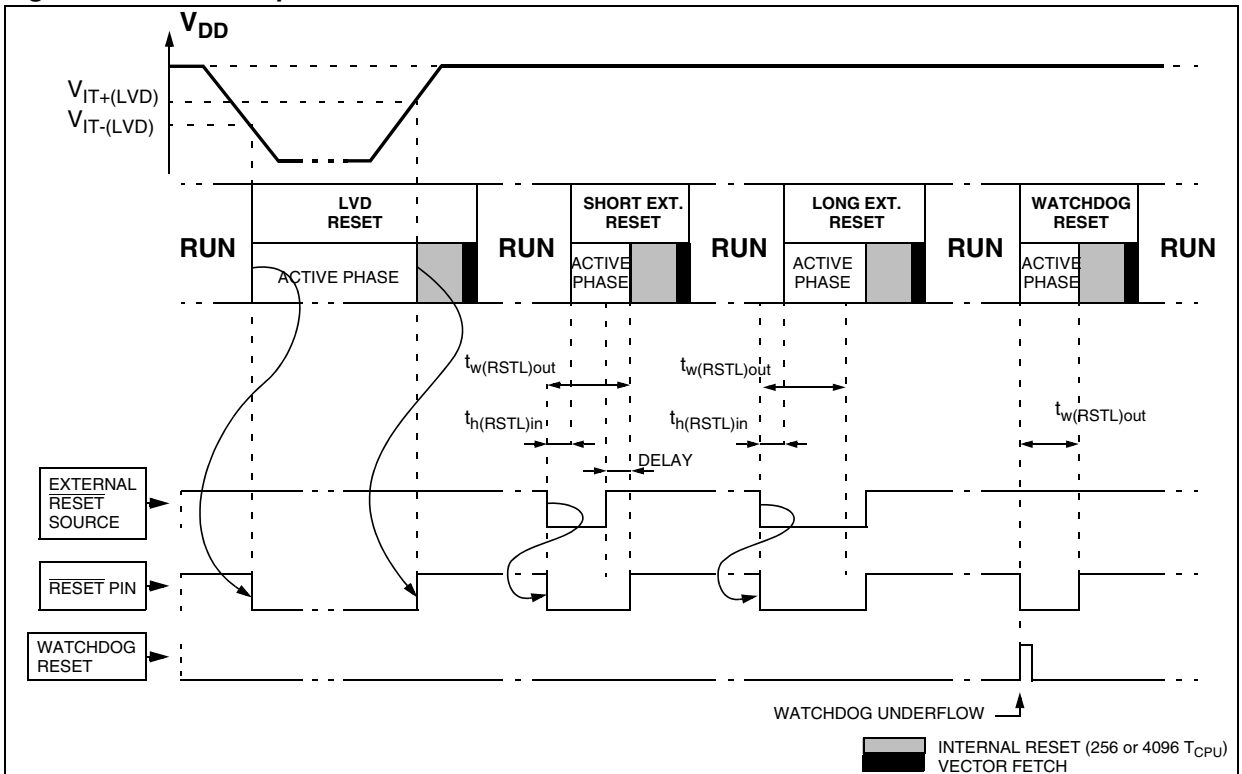 VDD
VIT+(LVD)
VIT-(LVD)
LVD
RESET
SHORT EXT.
RESET
LONG EXT.
RESET
WATCHDOG
RESET
RUN
RUN
RUN
RUN
RUN
ACTIVE PHASE
ACTIVE
PHASE
ACTIVE
PHASE
ACTIVE
PHASE
tw(RSTL)out
tw(RSTL)out
tw(RSTL)out
th(RSTL)in
th(RSTL)in
DELAY
EXTERNAL
RESET
SOURCE
RESET PIN
WATCHDOG
RESET
WATCHDOG UNDERFLOW
INTERNAL RESET (256 or 4096 TCPU)
VECTOR FETCH